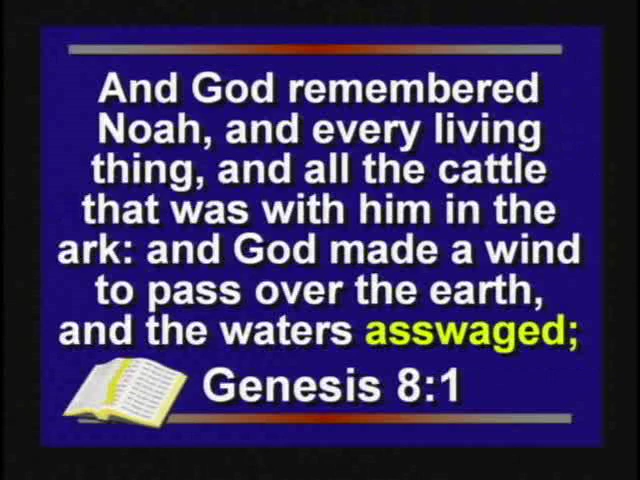 And God remembered
Noah, and every living
thing, and all the cattle
that was with him in the
ark: and God made a wind
to pass over the earth,
and the waters asswaged;
Genesis 8:1